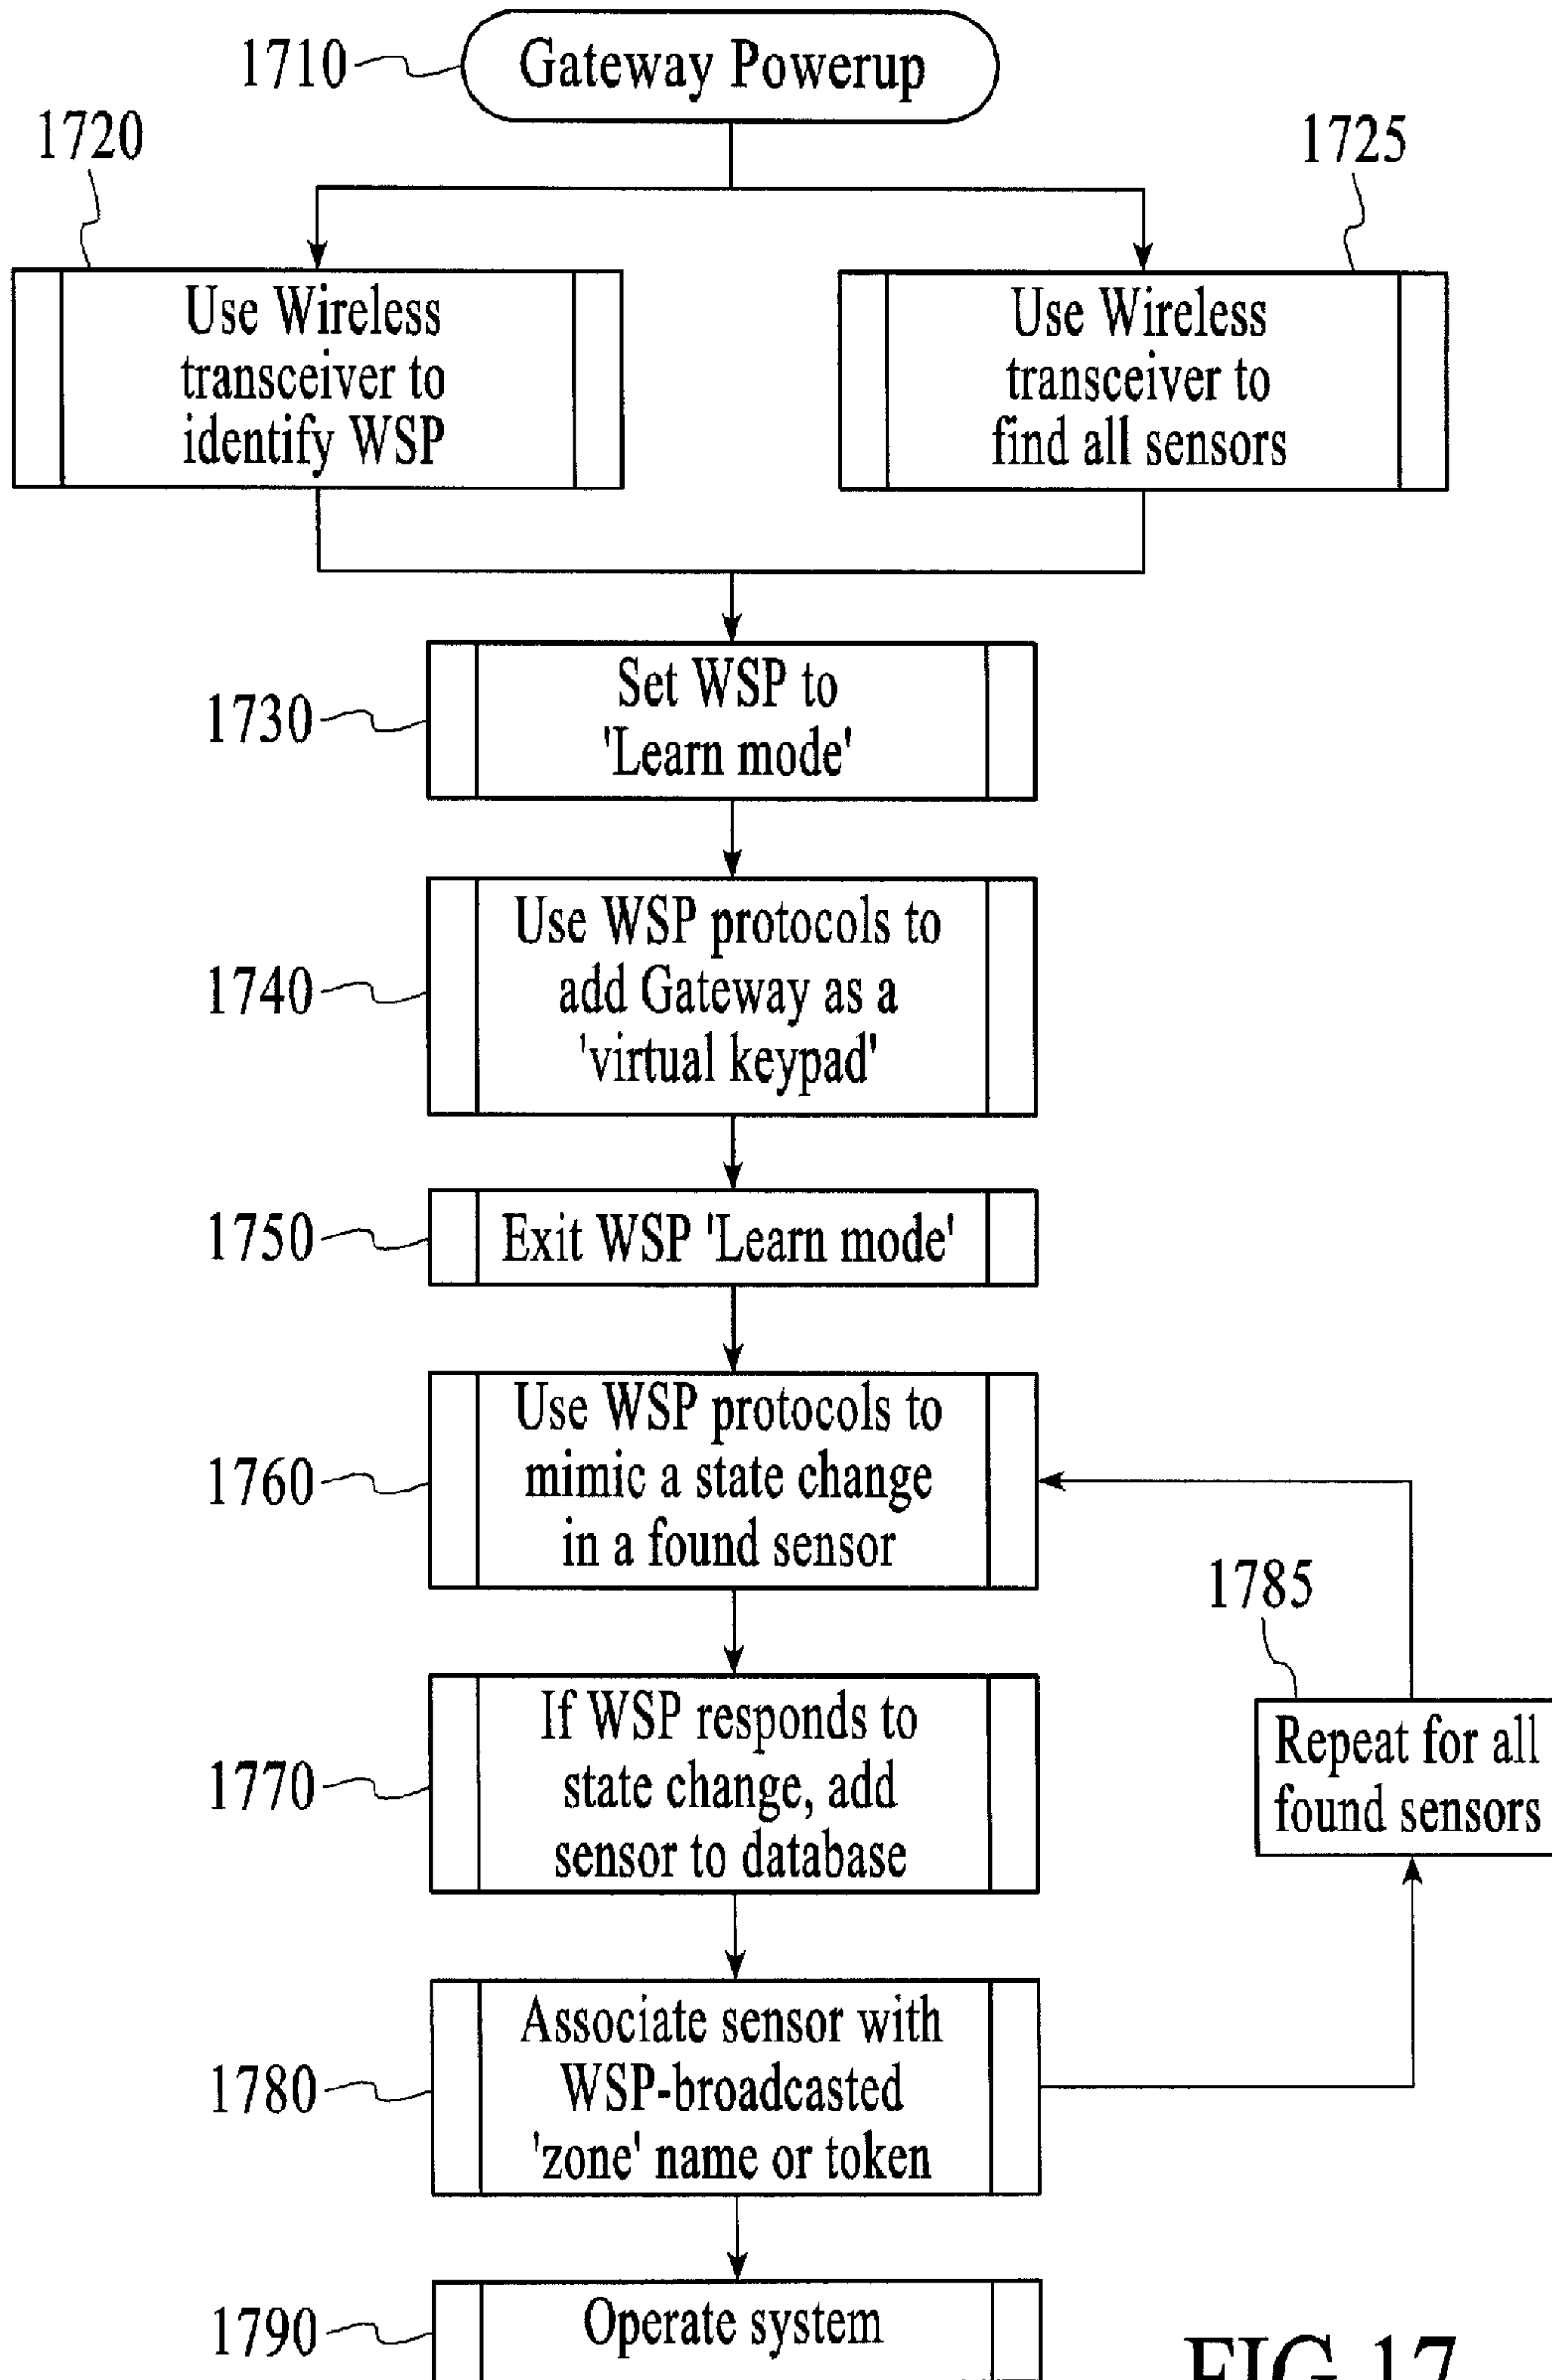 1710
Gateway Powerup
1720
1725
Use Wireless
transceiver to
identify WSP
Use Wireless
transceiver to
find all sensors
1730
Set WSP to
'Learn mode'
1740
Use WSP protocols to
add Gateway as a
'virtual keypad'
1750
Exit WSP 'Learn mode'
1760
Use WSP protocols to
mimic a state change
in a found sensor
1785
Repeat for all
found sensors
1770
If WSP responds to
state change, add
sensor to database
1780
Associate sensor with
WSP-broadcasted
'zone' name or token
1790
Operate system
FIG 17